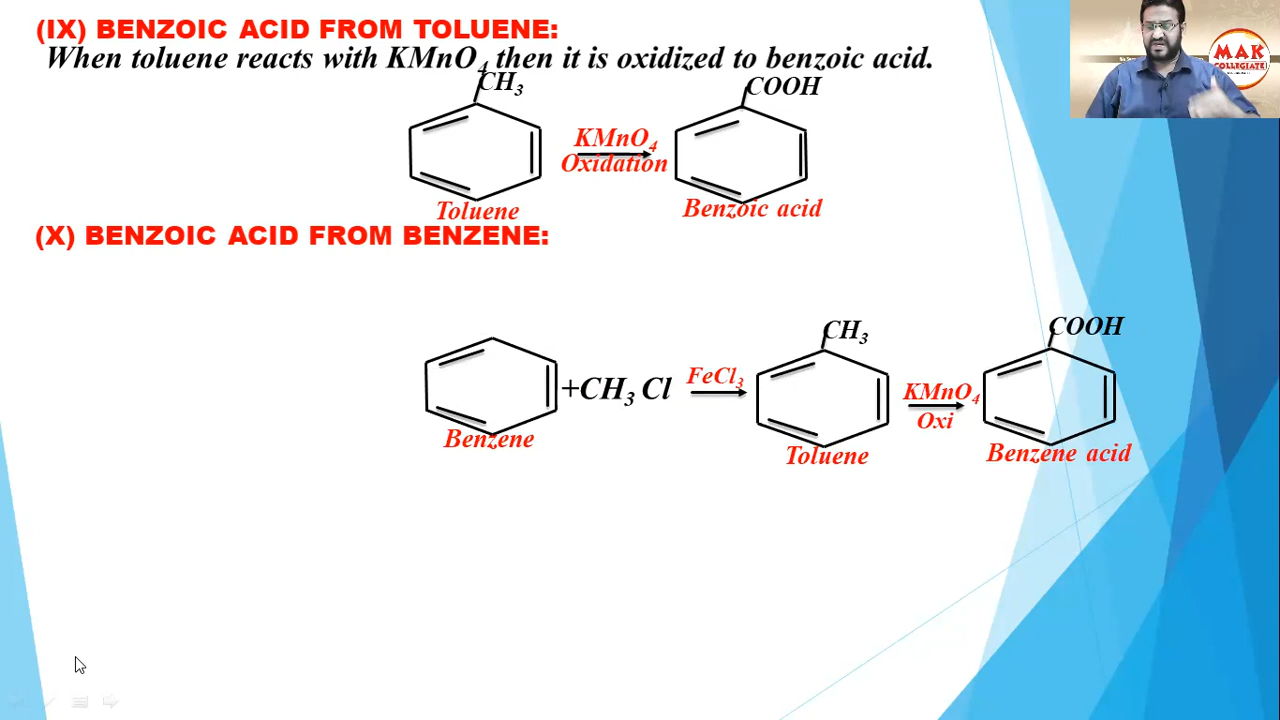 (IX) BENZOIC ACID FROM TOLUENE:
When toluene reacts with KMnO₄ then it is oxidized to benzoic acid.
CH₃
COOH
KMnO₄
Oxidation
Toluene
Benzoic acid
(X) BENZOIC ACID FROM BENZENE:
CH₃
COOH
+CH₃ Cl
FeCl₃
KMnO₄
Oxi
Benzene
Toluene
Benzene acid
MAK
COLLEGIATE